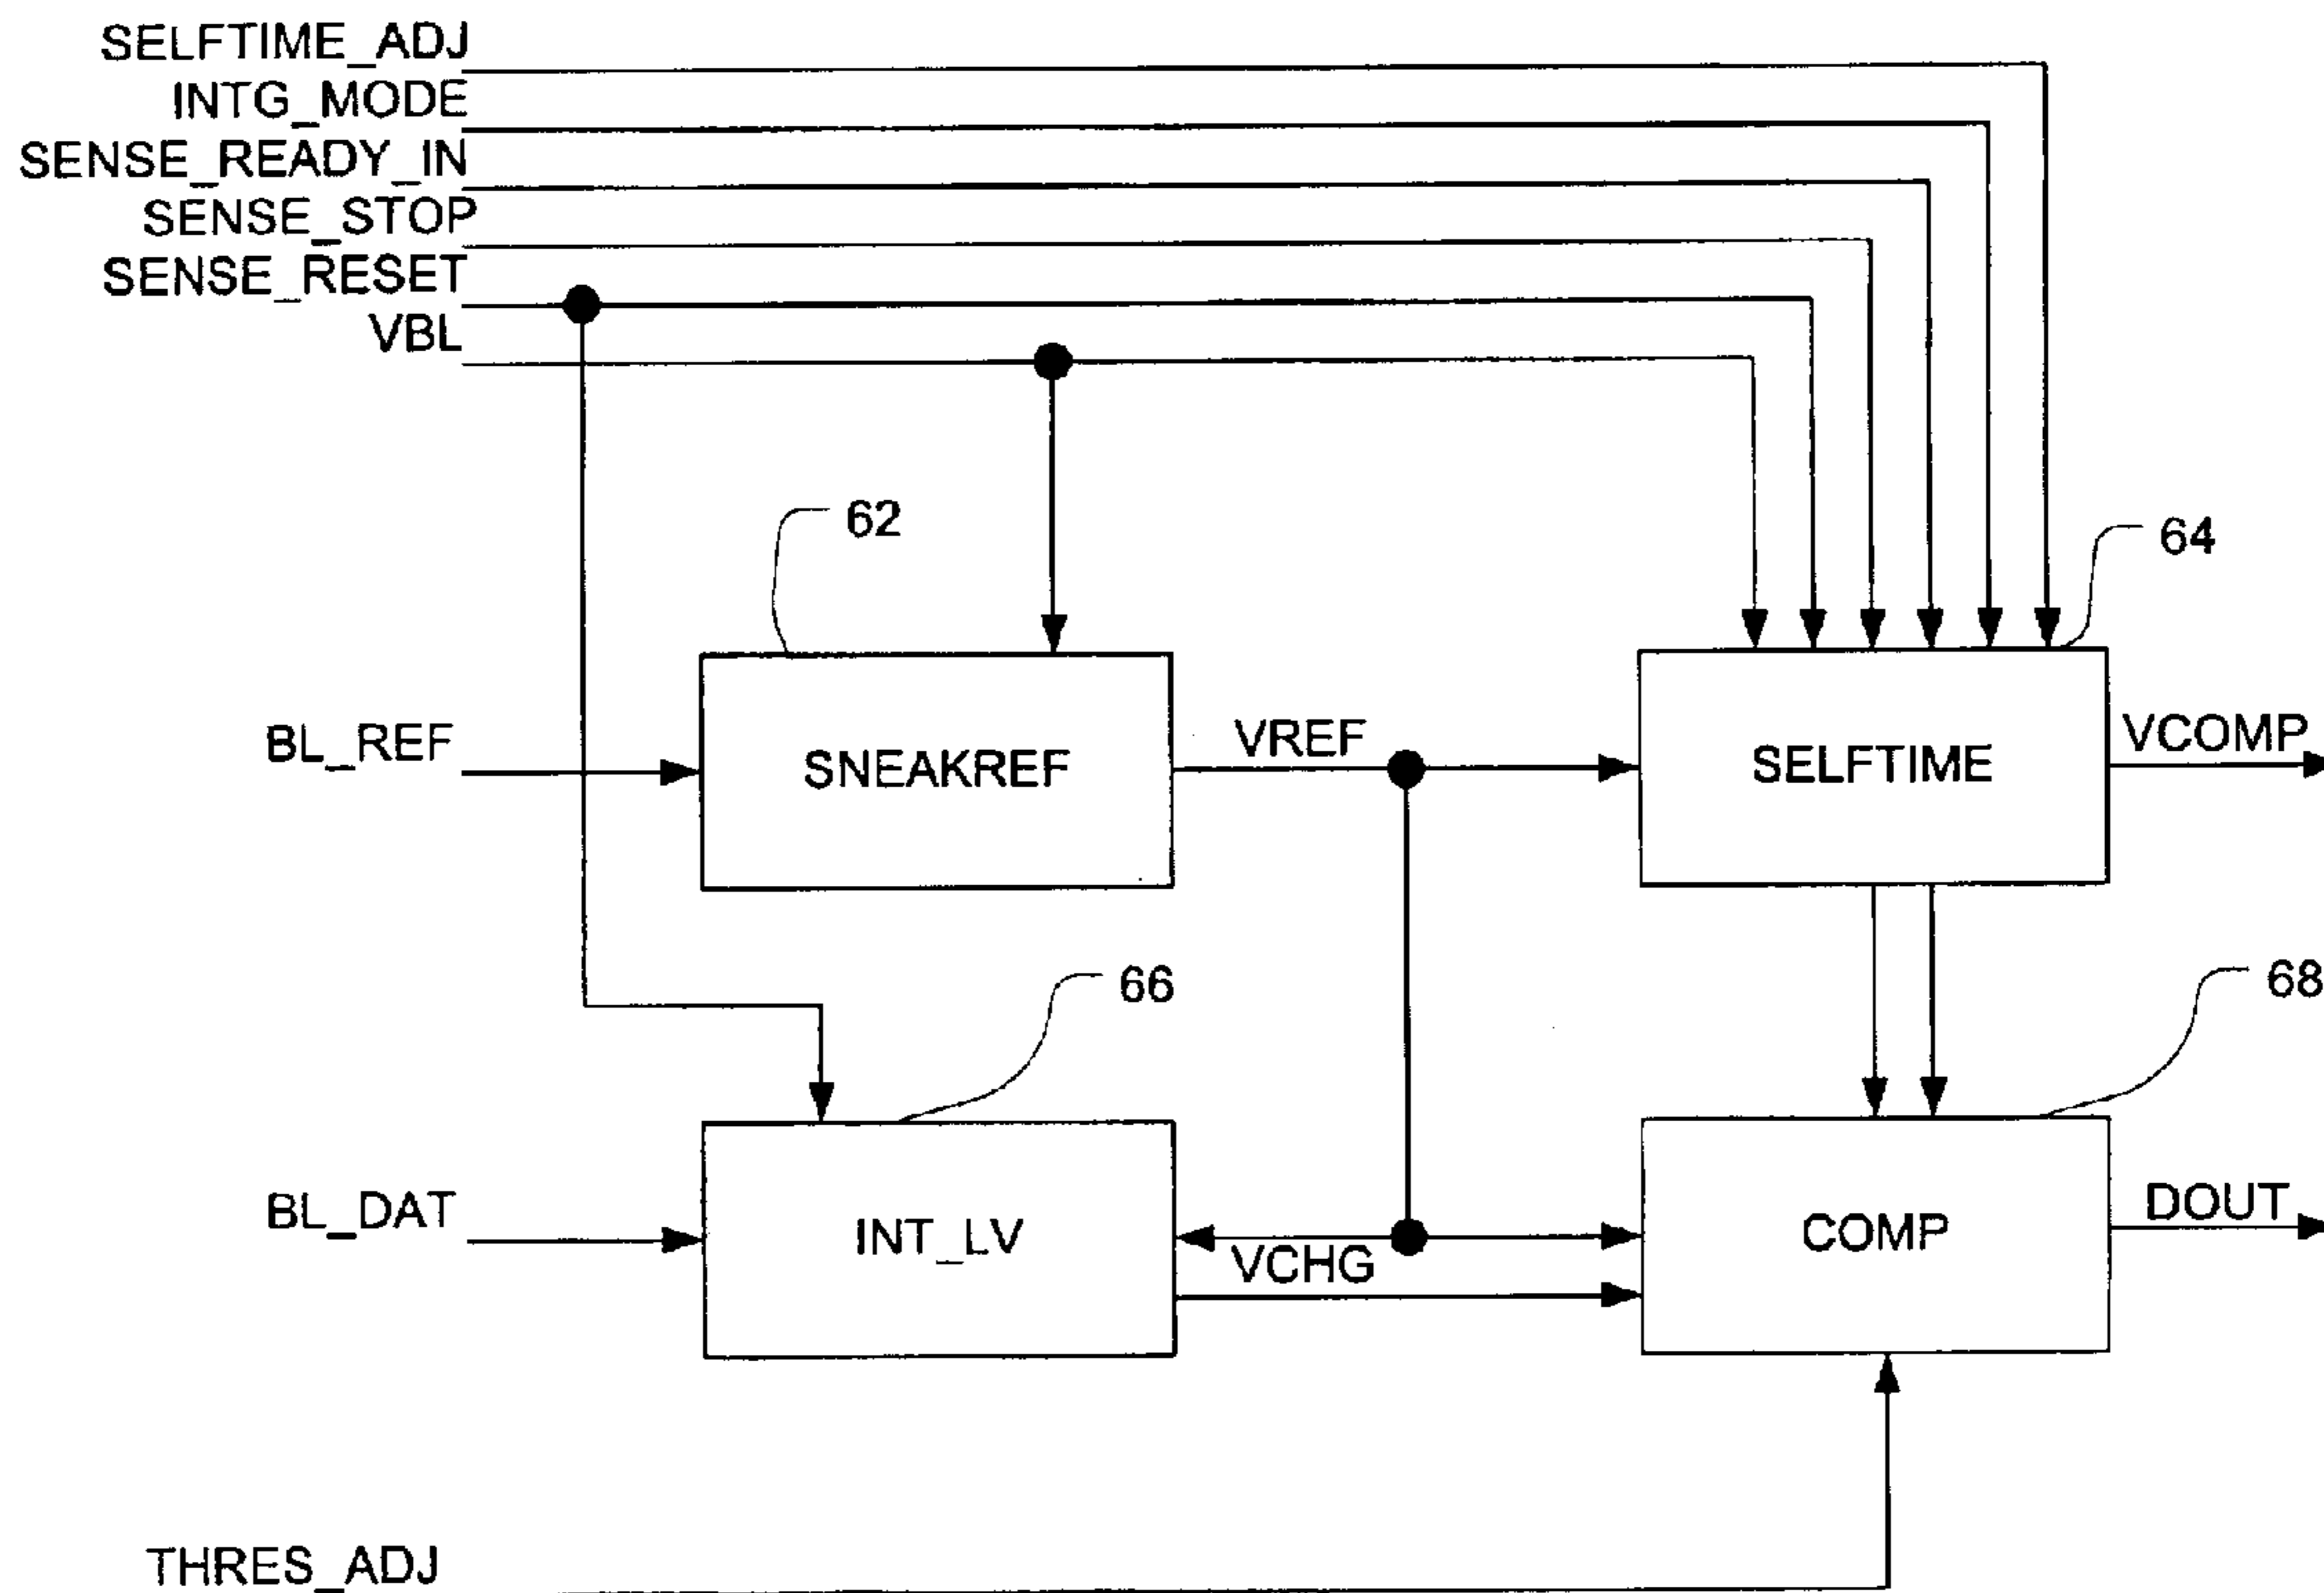 SELFTIME_ADJ
INTG_MODE
SENSE_READY_IN
SENSE_STOP
SENSE_RESET
VBL
62
64
BL_REF
SNEAKREF
VREF
SELFTIME
VCOMP
66
68
BL_DAT
INT_LV
VCHG
COMP
DOUT
THRES_ADJ